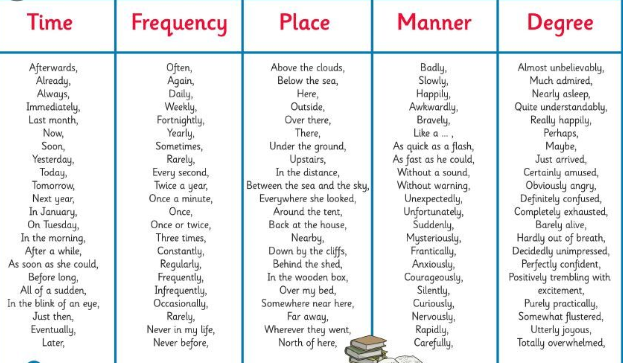 Time
Frequency
Place
Manner
Degree
Afterwards,
Already,
Always,
Immediately,
Last month,
Now,
Soon,
Yesterday,
Today,
Tomorrow,
Next year,
In January,
On Tuesday,
In the morning,
After a while,
As soon as she could,
Before long,
All of a sudden,
In the blink of an eye,
Just then,
Eventually,
Later,
Often,
Again,
Daily,
Weekly,
Fortnightly,
Yearly,
Sometimes,
Rarely,
Every second,
Twice a year,
Once a minute,
Once,
Once or twice,
Three times,
Constantly,
Regularly,
Frequently,
Infrequently,
Occasionally,
Rarely,
Never in my life,
Never before,
Above the clouds,
Below the sea,
Here,
Outside,
Over there,
There,
Under the ground,
Upstairs,
In the distance,
Between the sea and the sky,
Everywhere she looked,
Around the tent,
Back at the house,
Nearby,
Down by the cliffs,
Behind the shed,
In the wooden box,
Over my bed,
Somewhere near here,
Far away,
Wherever they went,
North of here,
Badly,
Slowly,
Happily,
Awkwardly,
Bravely,
Like a ... ,
As quick as a flash,
As fast as he could,
Without a sound,
Without warning,
Unexpectedly,
Unfortunately,
Suddenly,
Mysteriously,
Frantically,
Anxiously,
Courageously,
Silently,
Curiously,
Nervously,
Rapidly,
Carefully,
Almost unbelievably,
Much admired,
Nearly asleep,
Quite understandably,
Really happily,
Perhaps,
Maybe,
Just arrived,
Certainly amused,
Obviously angry,
Definitely confused,
Completely exhausted,
Barely alive,
Hardly out of breath,
Decidedly unimpressed,
Perfectly confident,
Positively trembling with
excitement,
Purely practically,
Somewhat flustered,
Utterly joyous,
Totally overwhelmed,